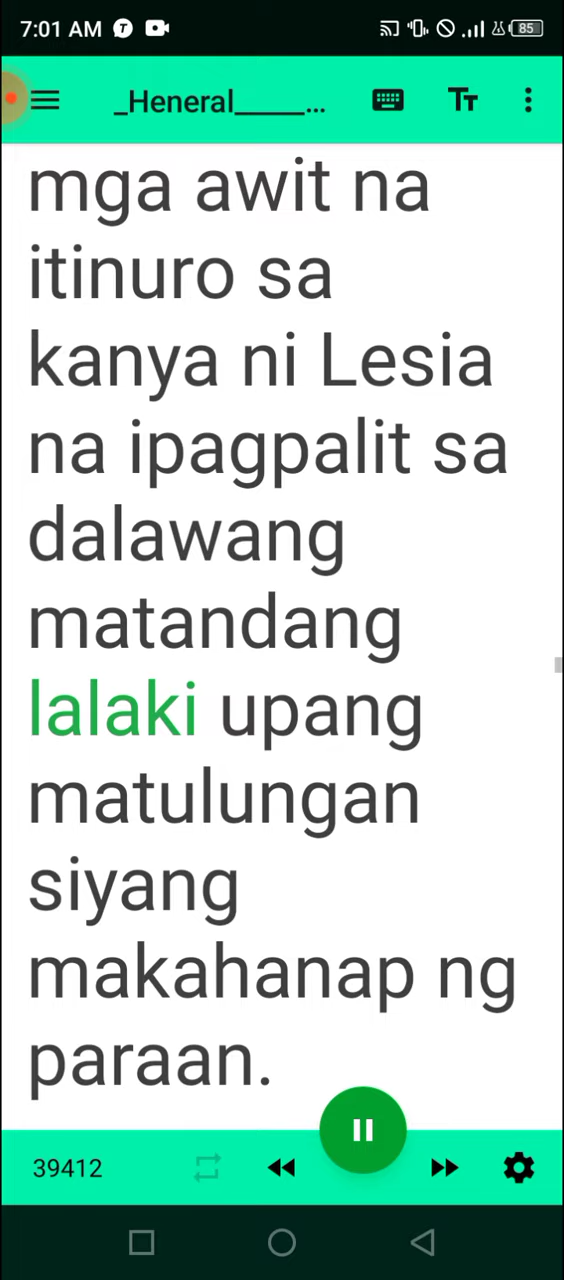 7:01 AM
85
_Heneral_____...
Tт
mga awit na
itinuro sa
kanya ni Lesia
na ipagpalit sa
dalawang
matandang
lalaki upang
matulungan
siyang
makahanap ng
paraan.
39412